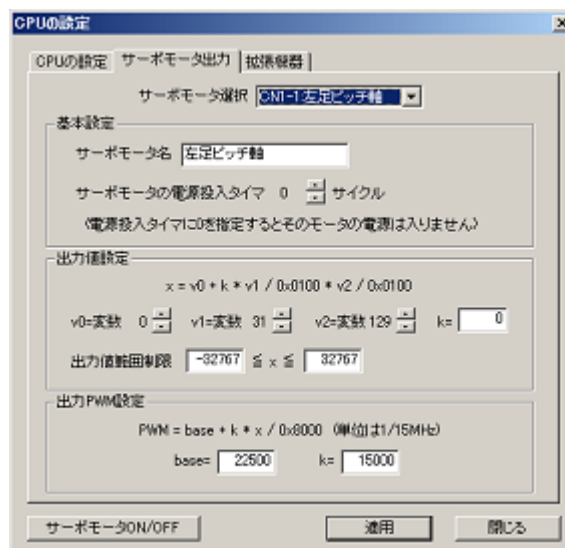 CPUの設定
CPUの設定 サーボモータ出力 拡張機器
サーボモータ選択 CN1-1:左足ピッチ軸
基本設定
サーボモータ名 左足ピッチ軸
サーボモータの電源投入タイマ 0 サイクル
(電源投入タイマに0を指定するとそのモータの電源は入りません)
出力値設定
x = v0 + k * v1 / 0x0100 * v2 / 0x0100
v0=変数 0 v1=変数 31 v2=変数 129 k= 0
出力値範囲制限 -32767 ≦ x ≦ 32767
出力PWM設定
PWM = base + k * x / 0x8000 (単位は1/15MHz)
base= 22500 k= 15000
サーボモータON/OFF 適用 閉じる